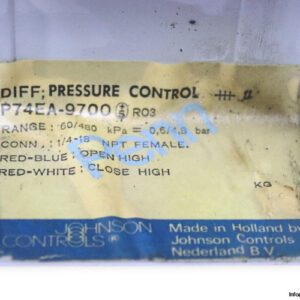 DIFF. PRESSURE CONTROL
P74EA-9700 R03
RANGE : 60/480 kPa = 0,6/4,8 bar
CONN : 1/4-18 NPT FEMALE.
RED-BLUE : OPEN HIGH
RED-WHITE: CLOSE HIGH
KG
JOHNSON
CONTROLS
Made in Holland by
Johnson Controls
Nederland B V